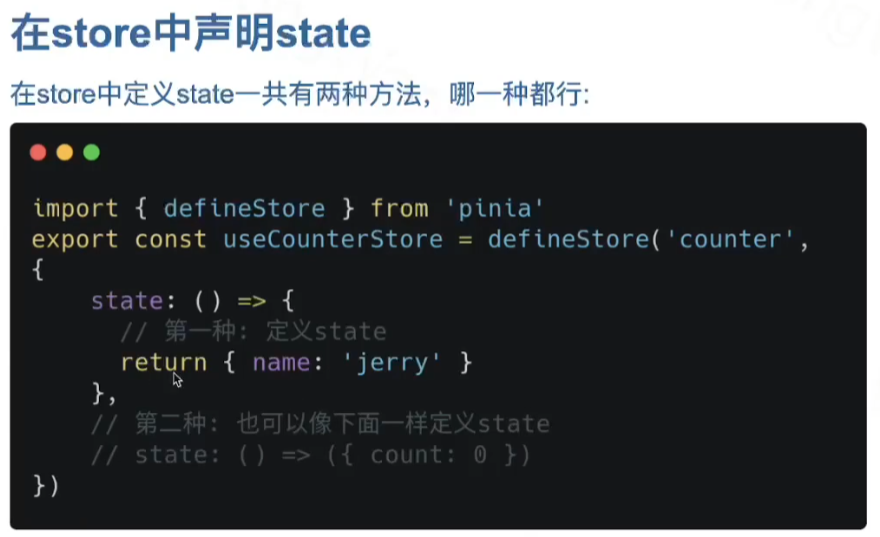 在store中声明state
在store中定义state一共有两种方法，哪一种都行:
import { defineStore } from 'pinia'
export const useCounterStore = defineStore('counter',
{
    state: () => {
      // 第一种: 定义state
      return { name: 'jerry' }
    },
    // 第二种: 也可以像下面一样定义state
    // state: () => ({ count: 0 })
})